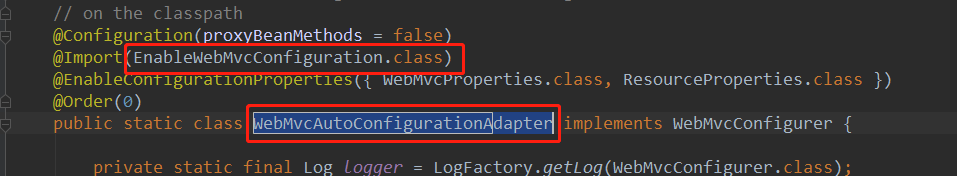 // on the classpath
@Configuration(proxyBeanMethods = false)
@Import(EnableWebMvcConfiguration.class)
@EnableConfigurationProperties({ WebMvcProperties.class, ResourceProperties.class })
@Order(0)
public static class WebMvcAutoConfigurationAdapter implements WebMvcConfigurer {
private static final Log logger = LogFactory.getLog(WebMvcConfigurer.class);